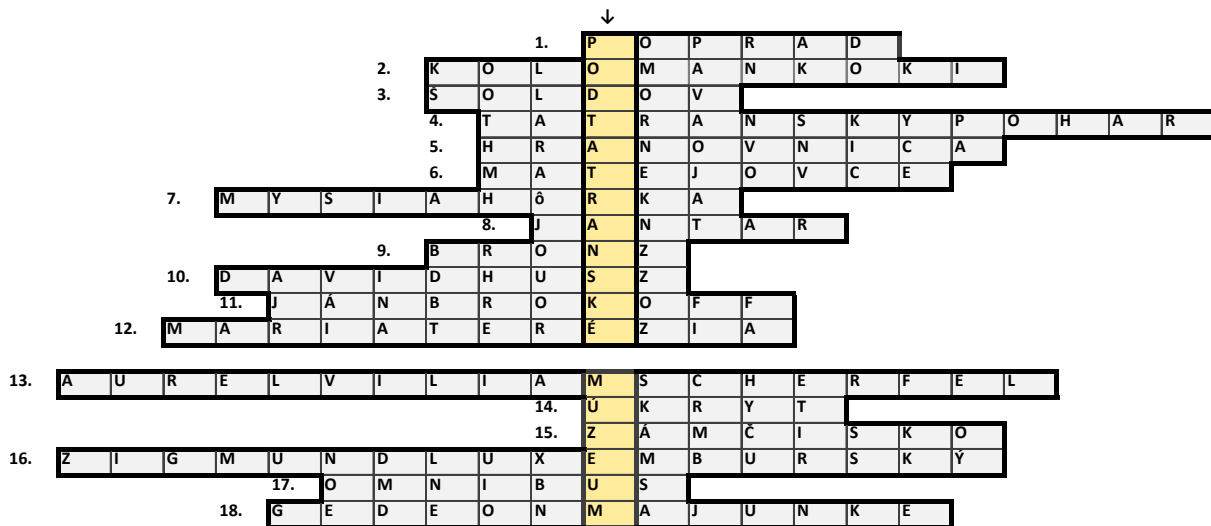 ↓
1. POPRAD
2. KOLOMANKOKI
3. ŠOLDOV
4. TATRANSKYPOHAR
5. HRANOVNICA
6. MATEJOVCE
7. MYSIAHôRKA
8. JANTAR
9. BRONZ
10. DAVIDHUSZ
11. JÁNBROKOFF
12. MARIATERÉZIA
13. AURELVILIAMSCHERFEL
14. ÚKRYT
15. ZÁMČISKO
16. ZIGMUNDLUXEMBURSKÝ
17. OMNIBUS
18. GEDEONMAJUNKE